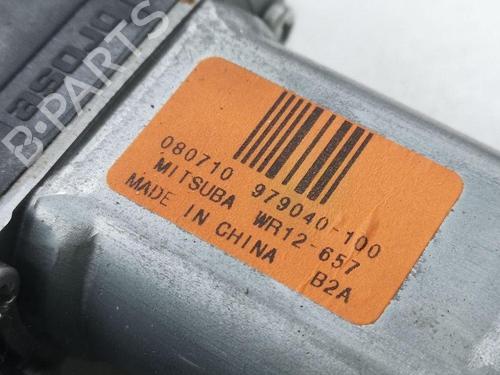 B-PARTS
080710 979040-100
MITSUBA WR12-657
MADE IN CHINA B2A